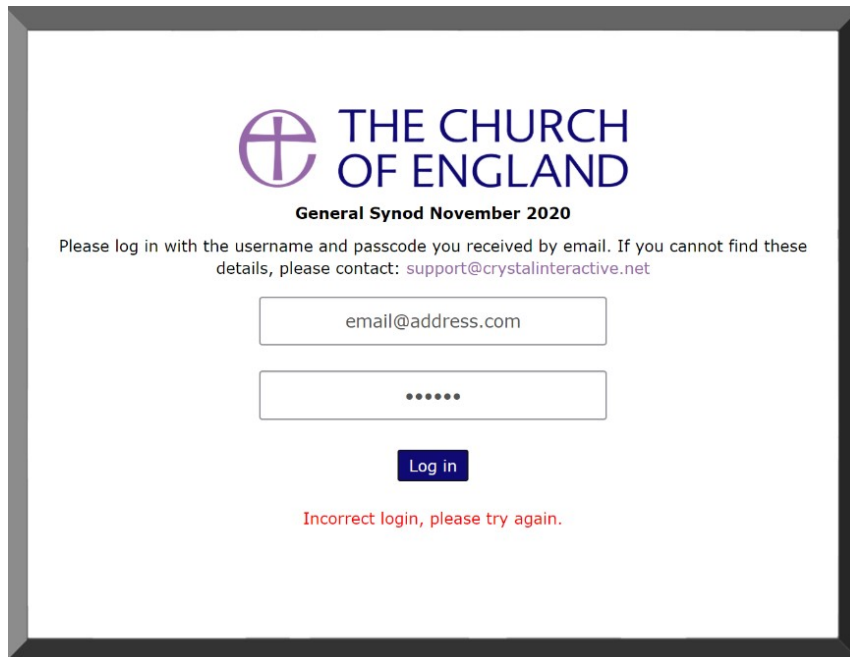 THE CHURCH
OF ENGLAND
General Synod November 2020
Please log in with the username and passcode you received by email. If you cannot find these
details, please contact: support@crystalinteractive.net
email@address.com
••••••
Log in
Incorrect login, please try again.